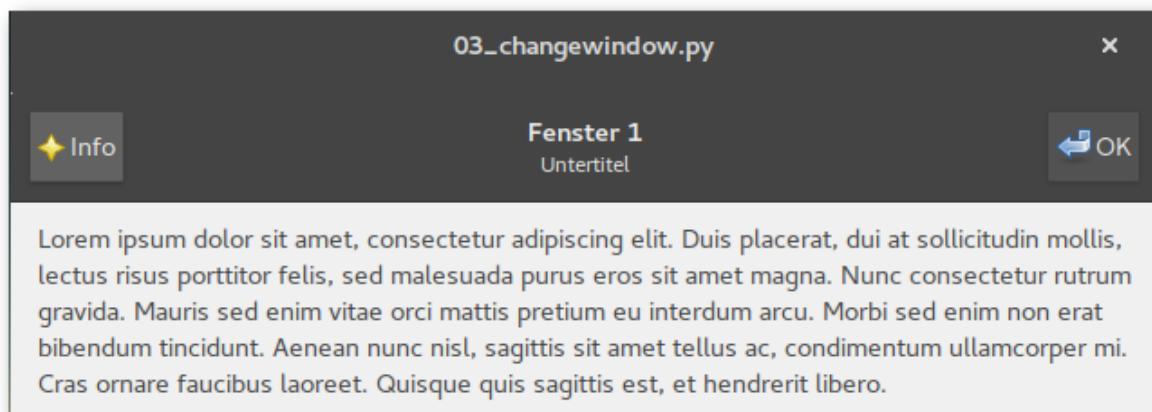 03_changewindow.py
Info
Fenster 1
Untertitel
OK
Lorem ipsum dolor sit amet, consectetur adipiscing elit. Duis placerat, dui at sollicitudin mollis,
lectus risus porttitor felis, sed malesuada purus eros sit amet magna. Nunc consectetur rutrum
gravida. Mauris sed enim vitae orci mattis pretium eu interdum arcu. Morbi sed enim non erat
bibendum tincidunt. Aenean nunc nisl, sagittis sit amet tellus ac, condimentum ullamcorper mi.
Cras ornare faucibus laoreet. Quisque quis sagittis est, et hendrerit libero.